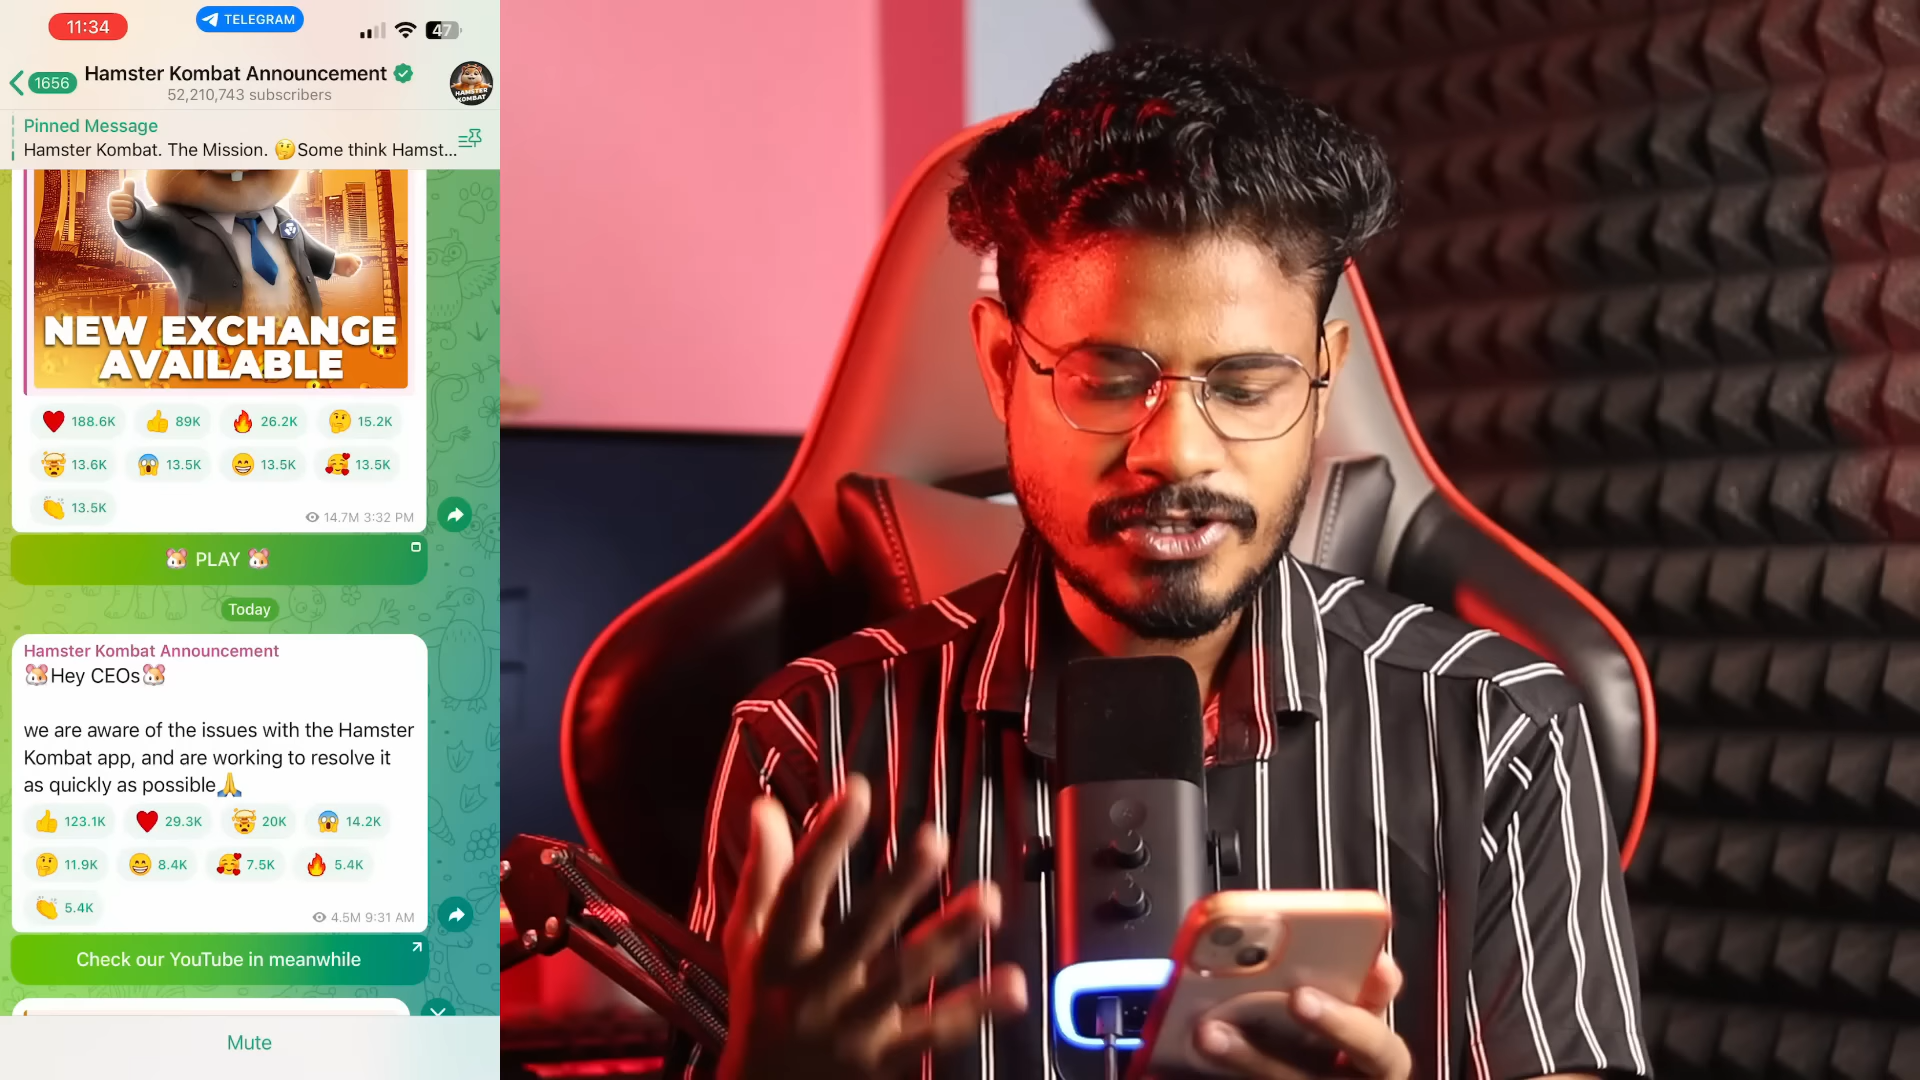 11:34
TELEGRAM
47
1656
Hamster Kombat Announcement
52,210,743 subscribers
HAMSTER
KOMBAT
Pinned Message
Hamster Kombat. The Mission. 🤔Some think Hamst...
NEW EXCHANGE
AVAILABLE
❤️ 188.6K 👍 89K 🔥 26.2K 🤔 15.2K
🤯 13.6K 😱 13.5K 😁 13.5K 🥰 13.5K
👏 13.5K
14.7M 3:32 PM
🐹 PLAY 🐹
Today
Hamster Kombat Announcement
🐹Hey CEOs🐹
we are aware of the issues with the Hamster
Kombat app, and are working to resolve it
as quickly as possible🙏
👍 123.1K ❤️ 29.3K 🤯 20K 😱 14.2K
🤔 11.9K 😁 8.4K 🥰 7.5K 🔥 5.4K
👏 5.4K
4.5M 9:31 AM
Check our YouTube in meanwhile
Mute